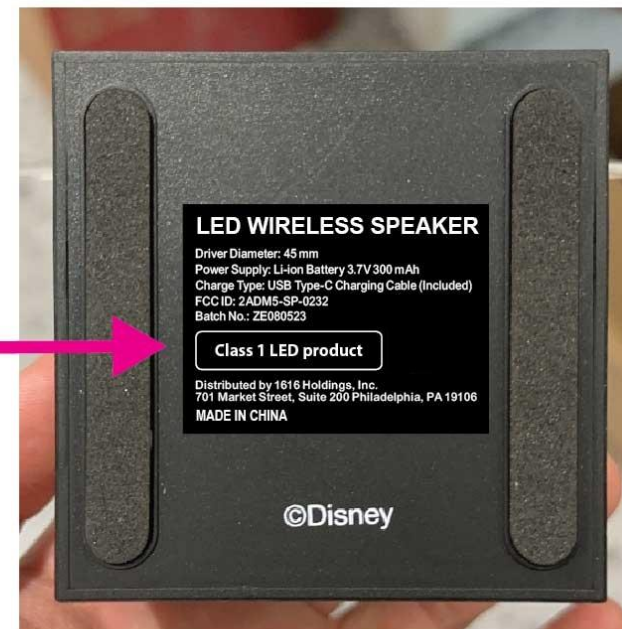 LED WIRELESS SPEAKER
Driver Diameter: 45 mm
Power Supply: Li-ion Battery 3.7V 300 mAh
Charge Type: USB Type-C Charging Cable (Included)
FCC ID: 2ADM5-SP-0232
Batch No.: ZE080523
Class 1 LED product
Distributed by 1616 Holdings, Inc.
701 Market Street, Suite 200 Philadelphia, PA 19106
MADE IN CHINA
©Disney